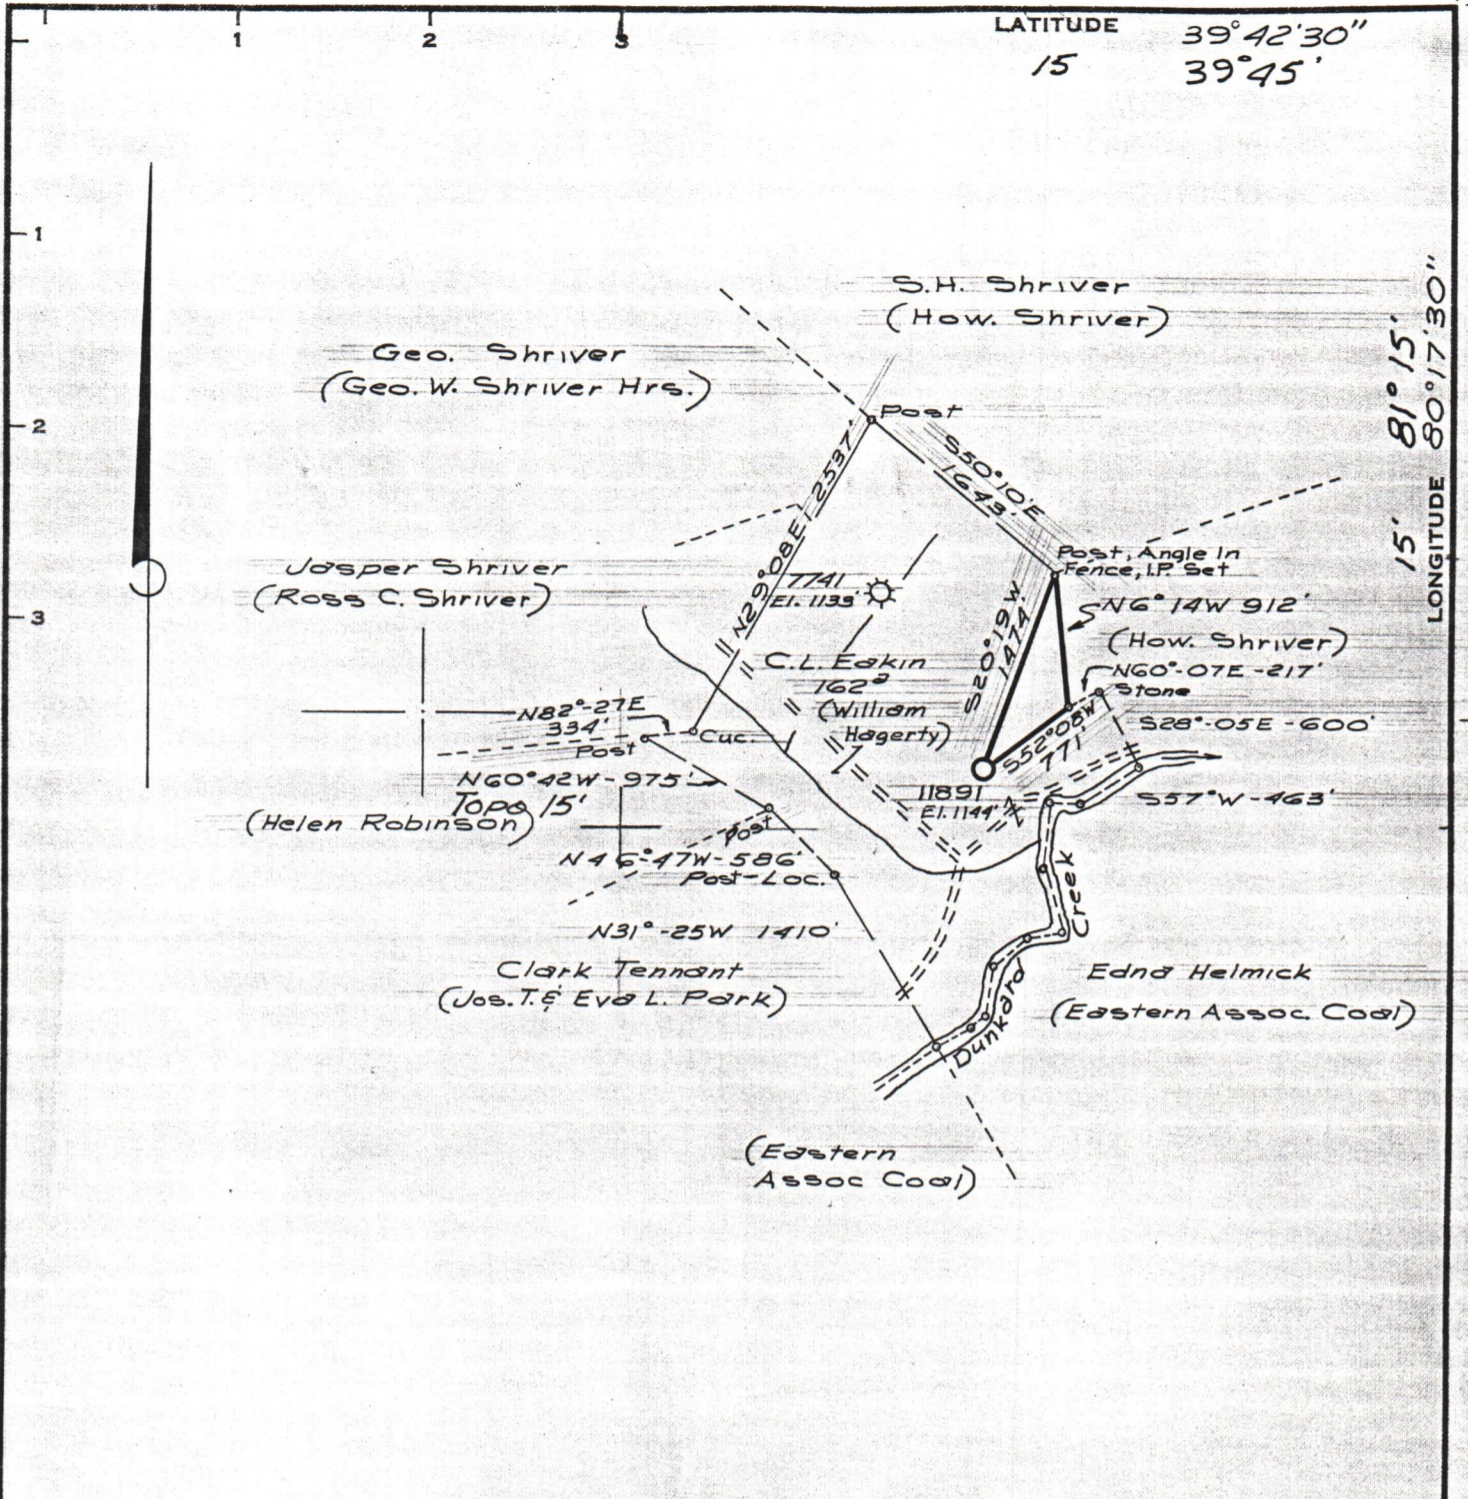 LATITUDE 39°42'30"
15 39°45'
1 2 3
1
2
3
15' 81°15'
LONGITUDE 80°17'30"
S.H. Shriver
(How. Shriver)
Geo. Shriver
(Geo. W. Shriver Hrs.)
Post
S50°10'E
1643'
N29°08E 2537'
Post, Angle In
Fence, I.P. Set
Jasper Shriver
(Ross C. Shriver)
7741
El. 1133'
S20°19W
1474'
N6°14W 912'
(How. Shriver)
C.L. Eakin
162a
(William
Hagerty)
N60°-07E-217'
Stone
S28°-05E-600'
N82°-27E
334'
Post
Cuc.
S52°08W
771'
N60°42W-975'
Topo 15'
11891
El. 1144'
S57°W-463'
(Helen Robinson)
Post
N46°-47W-586'
Post-Loc.
N31°-25W 1410'
Clark Tennant
(Jos. T. & Eva L. Park)
Dunkard Creek
Edna Helmick
(Eastern Assoc. Coal)
(Eastern
Assoc Coal)